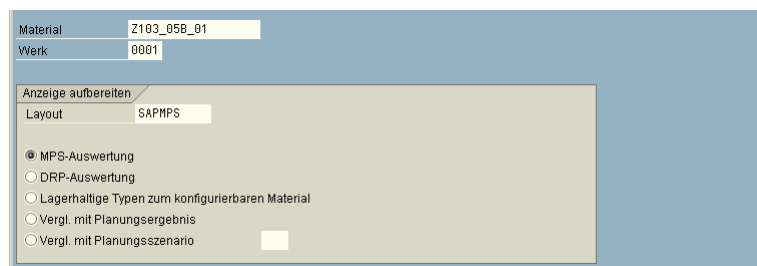 Material Z103_05B_01
Werk 0001
Anzeige aufbereiten
Layout SAPMPS
MPS-Auswertung
DRP-Auswertung
Lagerhaltige Typen zum konfigurierbaren Material
Vergl. mit Planungsergebnis
Vergl. mit Planungsszenario